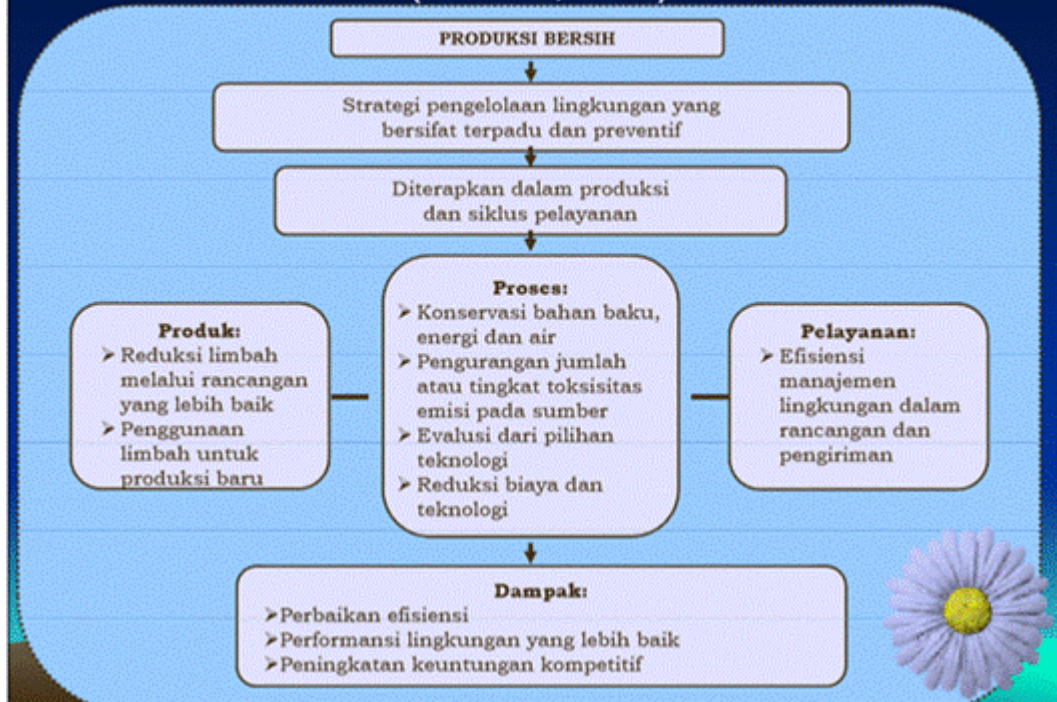 PRODUKSI BERSIH
Strategi pengelolaan lingkungan yang
bersifat terpadu dan preventif
Diterapkan dalam produksi
dan siklus pelayanan
Produk:
➢ Reduksi limbah
melalui rancangan
yang lebih baik
➢ Penggunaan
limbah untuk
produksi baru
Proses:
➢ Konservasi bahan baku,
energi dan air
➢ Pengurangan jumlah
atau tingkat toksisitas
emisi pada sumber
➢ Evalusi dari pilihan
teknologi
➢ Reduksi biaya dan
teknologi
Pelayanan:
➢ Efisiensi
manajemen
lingkungan dalam
rancangan dan
pengiriman
Dampak:
➢Perbaikan efisiensi
➢Performansi lingkungan yang lebih baik
➢Peningkatan keuntungan kompetitif